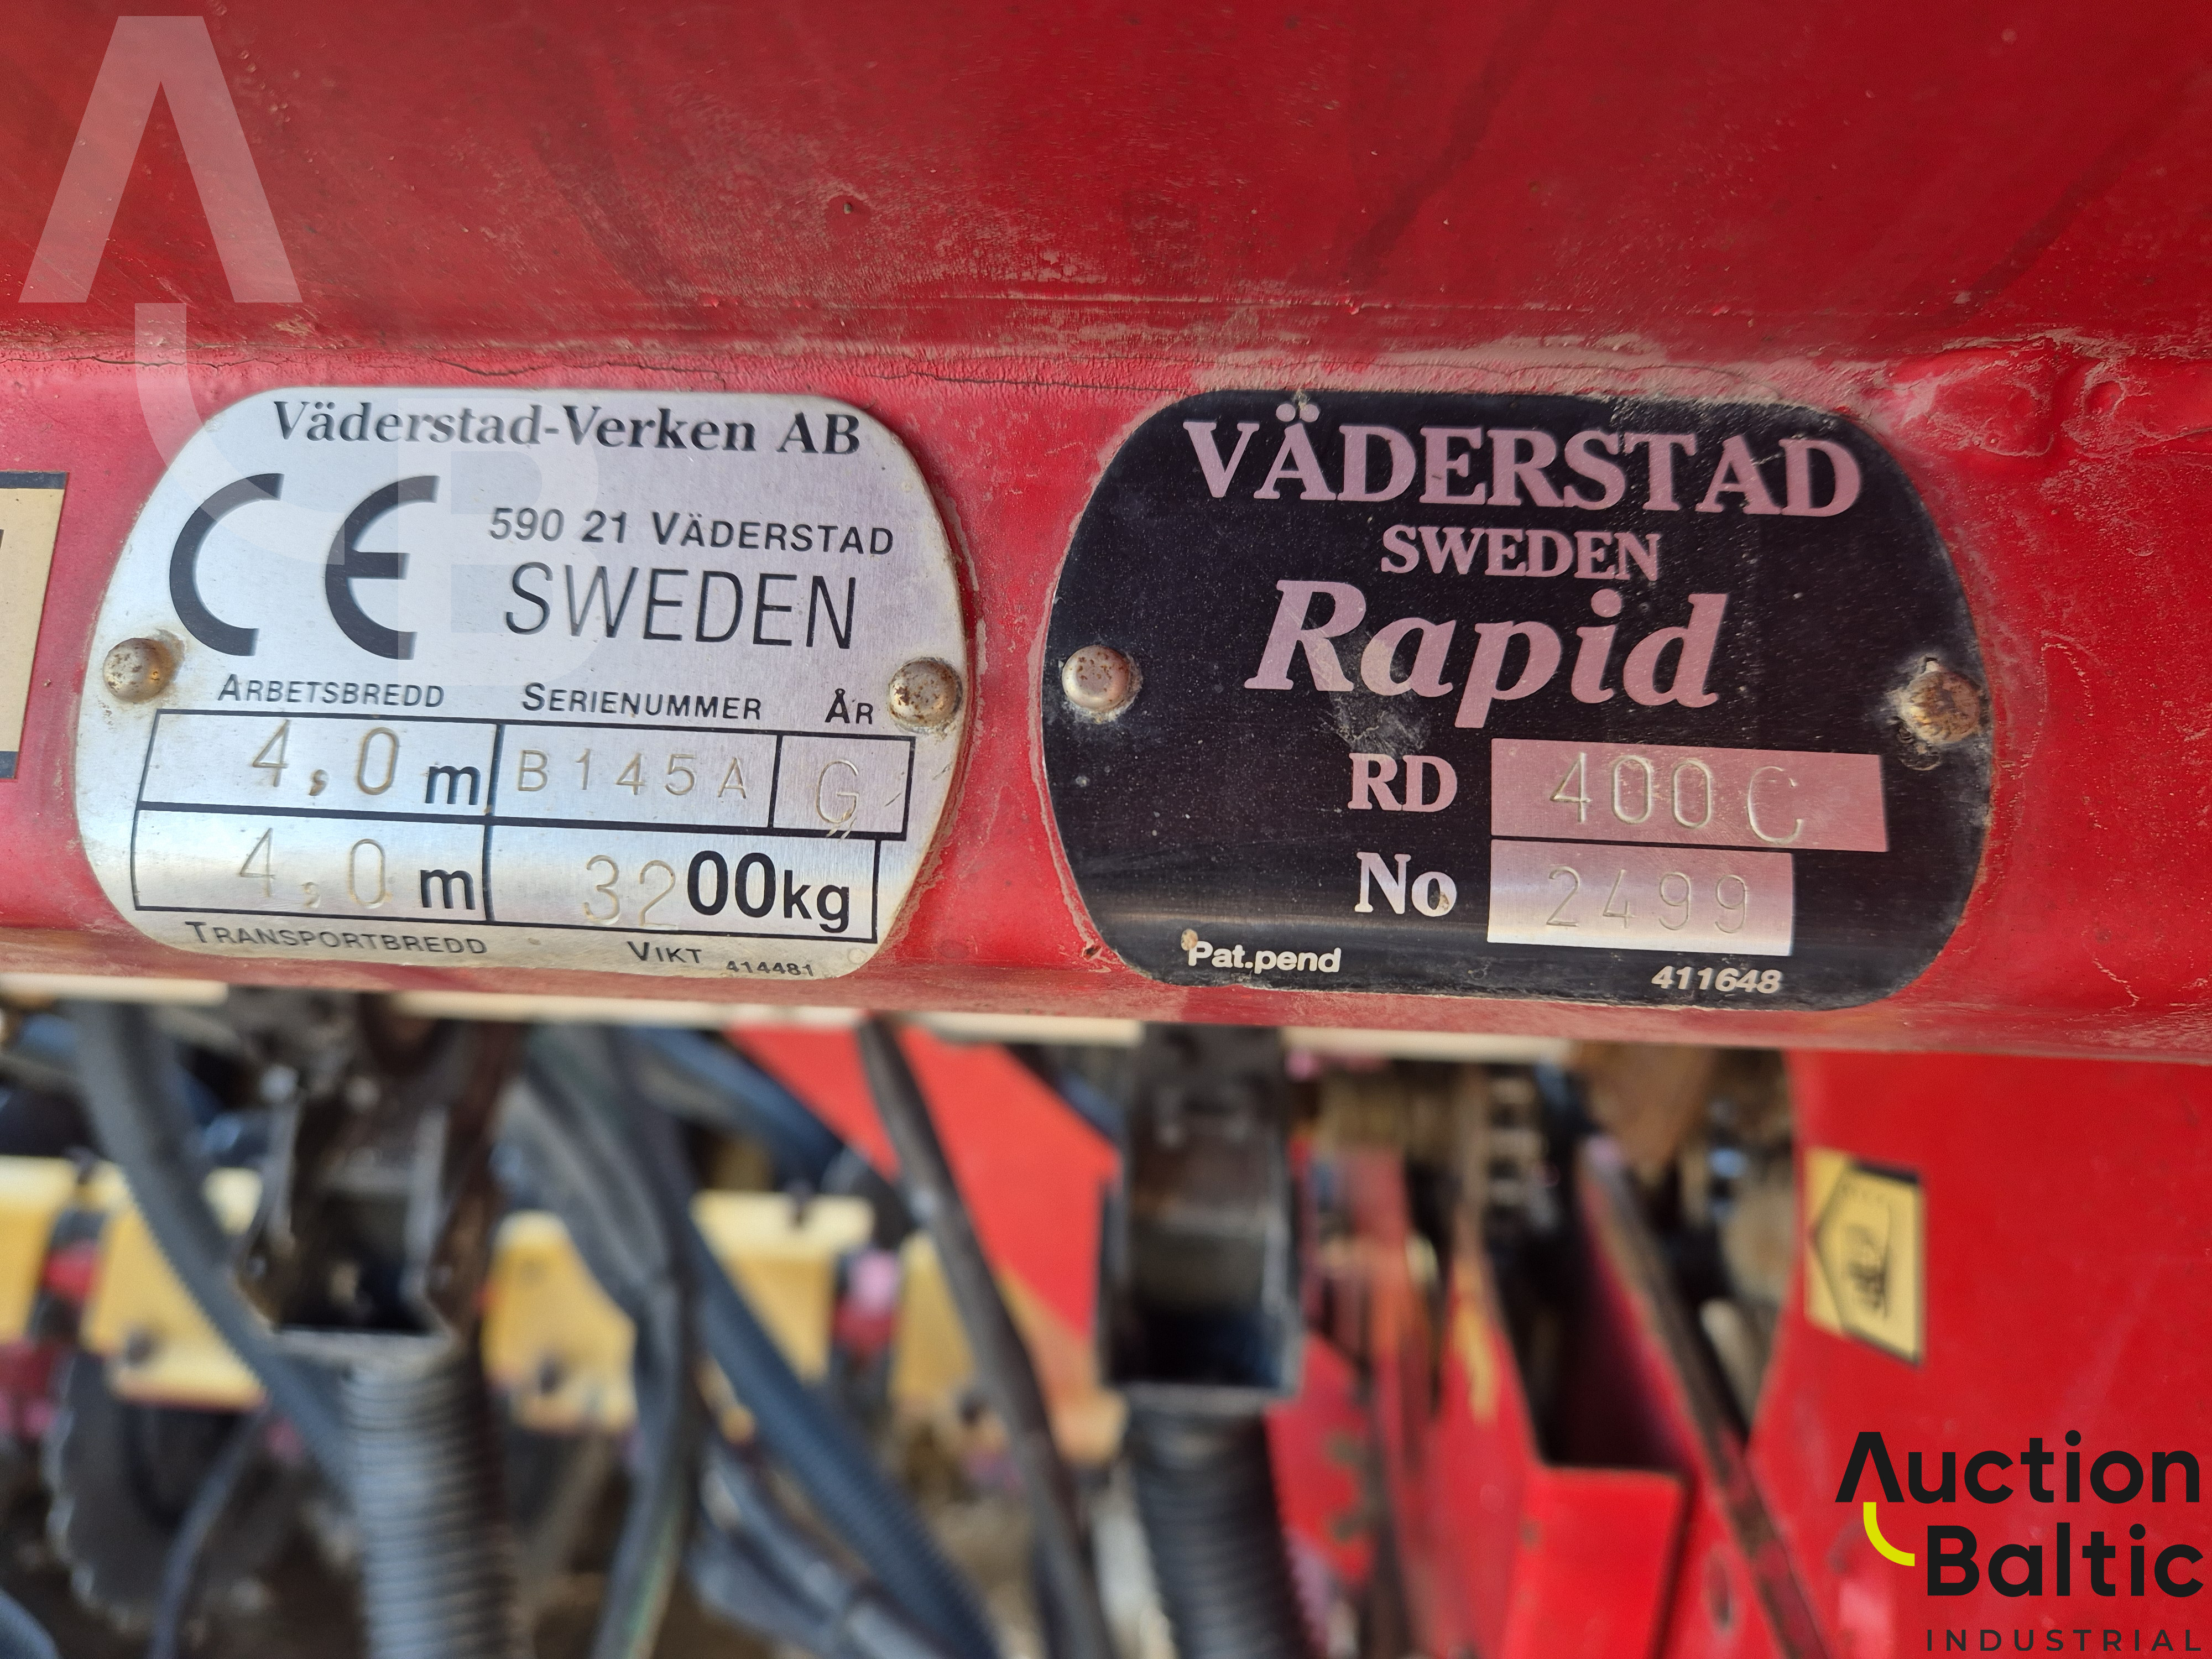 Väderstad-Verken AB
CE
590 21 VÄDERSTAD
SWEDEN
ARBETSBREDD SERIENUMMER ÅR
4,0 m B145A G
4,0 m 3200kg
TRANSPORTBREDD VIKT 414481
VÄDERSTAD
SWEDEN
Rapid
RD 400C
No 2499
Pat.pend 411648
Auction
Baltic
INDUSTRIAL